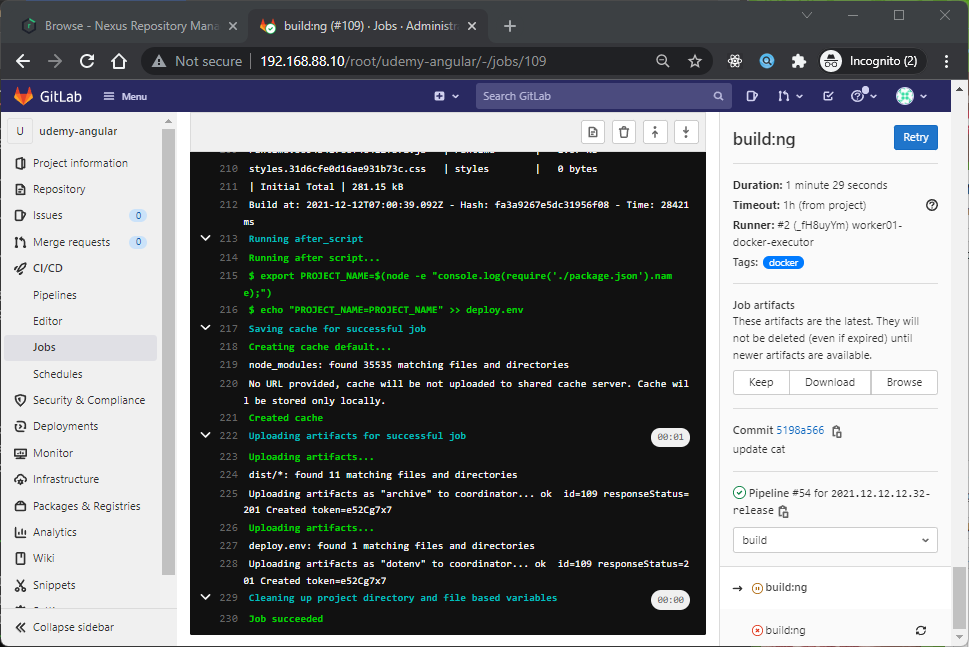 Browse - Nexus Repository Mana
build:ng (#109) · Jobs · Administra
Not secure
192.168.88.10/root/udemy-angular/-/jobs/109
Incognito (2)
GitLab
Menu
Search GitLab
U
udemy-angular
Project information
Repository
Issues
0
Merge requests
0
CI/CD
Pipelines
Editor
Jobs
Schedules
Security & Compliance
Deployments
Monitor
Infrastructure
Packages & Registries
Analytics
Wiki
Snippets
Collapse sidebar
210 styles.31d6cfe0d16ae931b73c.css | styles | 0 bytes
211 | Initial Total | 281.15 kB
212 Build at: 2021-12-12T07:00:39.092Z - Hash: fa3a9267e5dc31956f08 - Time: 28421
ms
213 Running after_script
214 Running after script...
215 $ export PROJECT_NAME=$(node -e "console.log(require('./package.json').nam
e);")
216 $ echo "PROJECT_NAME=PROJECT_NAME" >> deploy.env
217 Saving cache for successful job
218 Creating cache default...
219 node_modules: found 35535 matching files and directories
220 No URL provided, cache will be not uploaded to shared cache server. Cache wil
l be stored only locally.
221 Created cache
222 Uploading artifacts for successful job
00:01
223 Uploading artifacts...
224 dist/*: found 11 matching files and directories
225 Uploading artifacts as "archive" to coordinator... ok id=109 responseStatus=
201 Created token=e52Cg7x7
226 Uploading artifacts...
227 deploy.env: found 1 matching files and directories
228 Uploading artifacts as "dotenv" to coordinator... ok id=109 responseStatus=2
01 Created token=e52Cg7x7
229 Cleaning up project directory and file based variables
00:00
230 Job succeeded
build:ng
Retry
Duration: 1 minute 29 seconds
Timeout: 1h (from project)
Runner: #2 (_fH8uyYm) worker01-
docker-executor
Tags: docker
Job artifacts
These artifacts are the latest. They will
not be deleted (even if expired) until
newer artifacts are available.
Keep
Download
Browse
Commit 5198a566
update cat
Pipeline #54 for 2021.12.12.12.32-
release
build
build:ng
build:ng